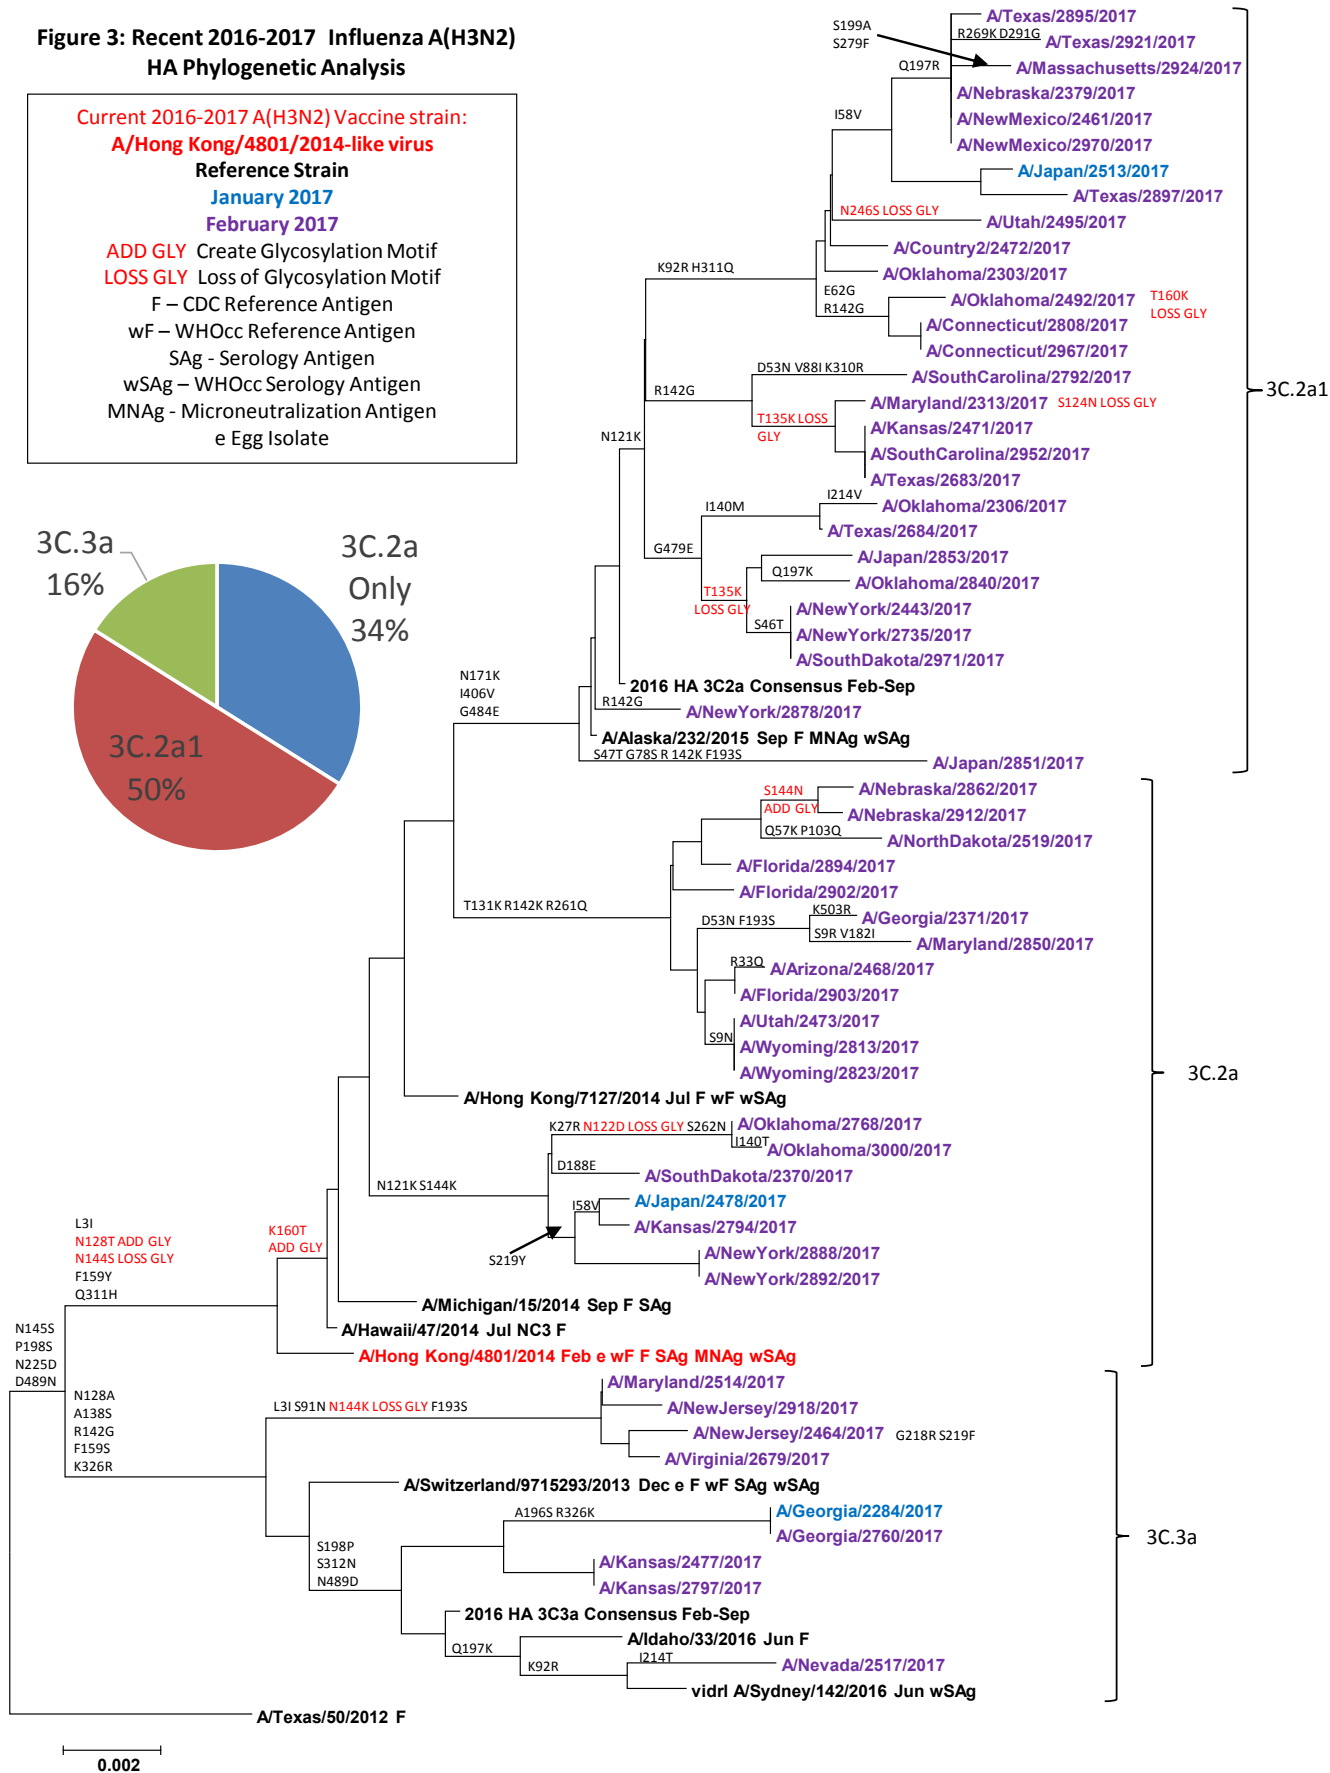 Figure 3: Recent 2016-2017 Influenza A(H3N2)
HA Phylogenetic Analysis
Current 2016-2017 A(H3N2) Vaccine strain:
A/Hong Kong/4801/2014-like virus
Reference Strain
January 2017
February 2017
ADD GLY Create Glycosylation Motif
LOSS GLY Loss of Glycosylation Motif
F – CDC Reference Antigen
wF – WHOcc Reference Antigen
SAg - Serology Antigen
wSAg – WHOcc Serology Antigen
MNAg - Microneutralization Antigen
e Egg Isolate
3C.3a
16%
3C.2a
Only
34%
3C.2a1
50%
A/Texas/2895/2017
S199A
S279F
R269K D291G
A/Texas/2921/2017
Q197R
A/Massachusetts/2924/2017
A/Nebraska/2379/2017
I58V
A/NewMexico/2461/2017
A/NewMexico/2970/2017
A/Japan/2513/2017
A/Texas/2897/2017
N246S LOSS GLY
A/Utah/2495/2017
A/Country2/2472/2017
K92R H311Q
A/Oklahoma/2303/2017
E62G
R142G
A/Oklahoma/2492/2017
T160K
LOSS GLY
A/Connecticut/2808/2017
A/Connecticut/2967/2017
D53N V88I K310R
A/SouthCarolina/2792/2017
R142G
3C.2a1
A/Maryland/2313/2017 S124N LOSS GLY
T135K LOSS
GLY
A/Kansas/2471/2017
N121K
A/SouthCarolina/2952/2017
A/Texas/2683/2017
I214V
A/Oklahoma/2306/2017
I140M
A/Texas/2684/2017
G479E
A/Japan/2853/2017
Q197K
A/Oklahoma/2840/2017
T135K
LOSS GLY
A/NewYork/2443/2017
S46T
A/NewYork/2735/2017
A/SouthDakota/2971/2017
N171K
I406V
G484E
2016 HA 3C2a Consensus Feb-Sep
R142G
A/NewYork/2878/2017
A/Alaska/232/2015 Sep F MNAg wSAg
S47T G78S R 142K F193S
A/Japan/2851/2017
S144N
ADD GLY
A/Nebraska/2862/2017
A/Nebraska/2912/2017
Q57K P103Q
A/NorthDakota/2519/2017
A/Florida/2894/2017
A/Florida/2902/2017
T131K R142K R261Q
K503R
D53N F193S
A/Georgia/2371/2017
S9R V182I
A/Maryland/2850/2017
R33Q
A/Arizona/2468/2017
A/Florida/2903/2017
A/Utah/2473/2017
S9N
A/Wyoming/2813/2017
A/Wyoming/2823/2017
3C.2a
A/Hong Kong/7127/2014 Jul F wF wSAg
K27R N122D LOSS GLY S262N
A/Oklahoma/2768/2017
I140T
A/Oklahoma/3000/2017
D188E
A/SouthDakota/2370/2017
N121K S144K
I58V
A/Japan/2478/2017
A/Kansas/2794/2017
S219Y
A/NewYork/2888/2017
A/NewYork/2892/2017
L3I
N128T ADD GLY
N144S LOSS GLY
F159Y
Q311H
K160T
ADD GLY
A/Michigan/15/2014 Sep F SAg
A/Hawaii/47/2014 Jul NC3 F
A/Hong Kong/4801/2014 Feb e wF F SAg MNAg wSAg
N145S
P198S
N225D
D489N
N128A
A138S
R142G
F159S
K326R
A/Maryland/2514/2017
L3I S91N N144K LOSS GLY F193S
A/NewJersey/2918/2017
A/NewJersey/2464/2017 G218R S219F
A/Virginia/2679/2017
A/Switzerland/9715293/2013 Dec e F wF SAg wSAg
A196S R326K
A/Georgia/2284/2017
A/Georgia/2760/2017
3C.3a
S198P
S312N
N489D
A/Kansas/2477/2017
A/Kansas/2797/2017
2016 HA 3C3a Consensus Feb-Sep
A/Idaho/33/2016 Jun F
Q197K
I214T
K92R
A/Nevada/2517/2017
vidrl A/Sydney/142/2016 Jun wSAg
A/Texas/50/2012 F
0.002